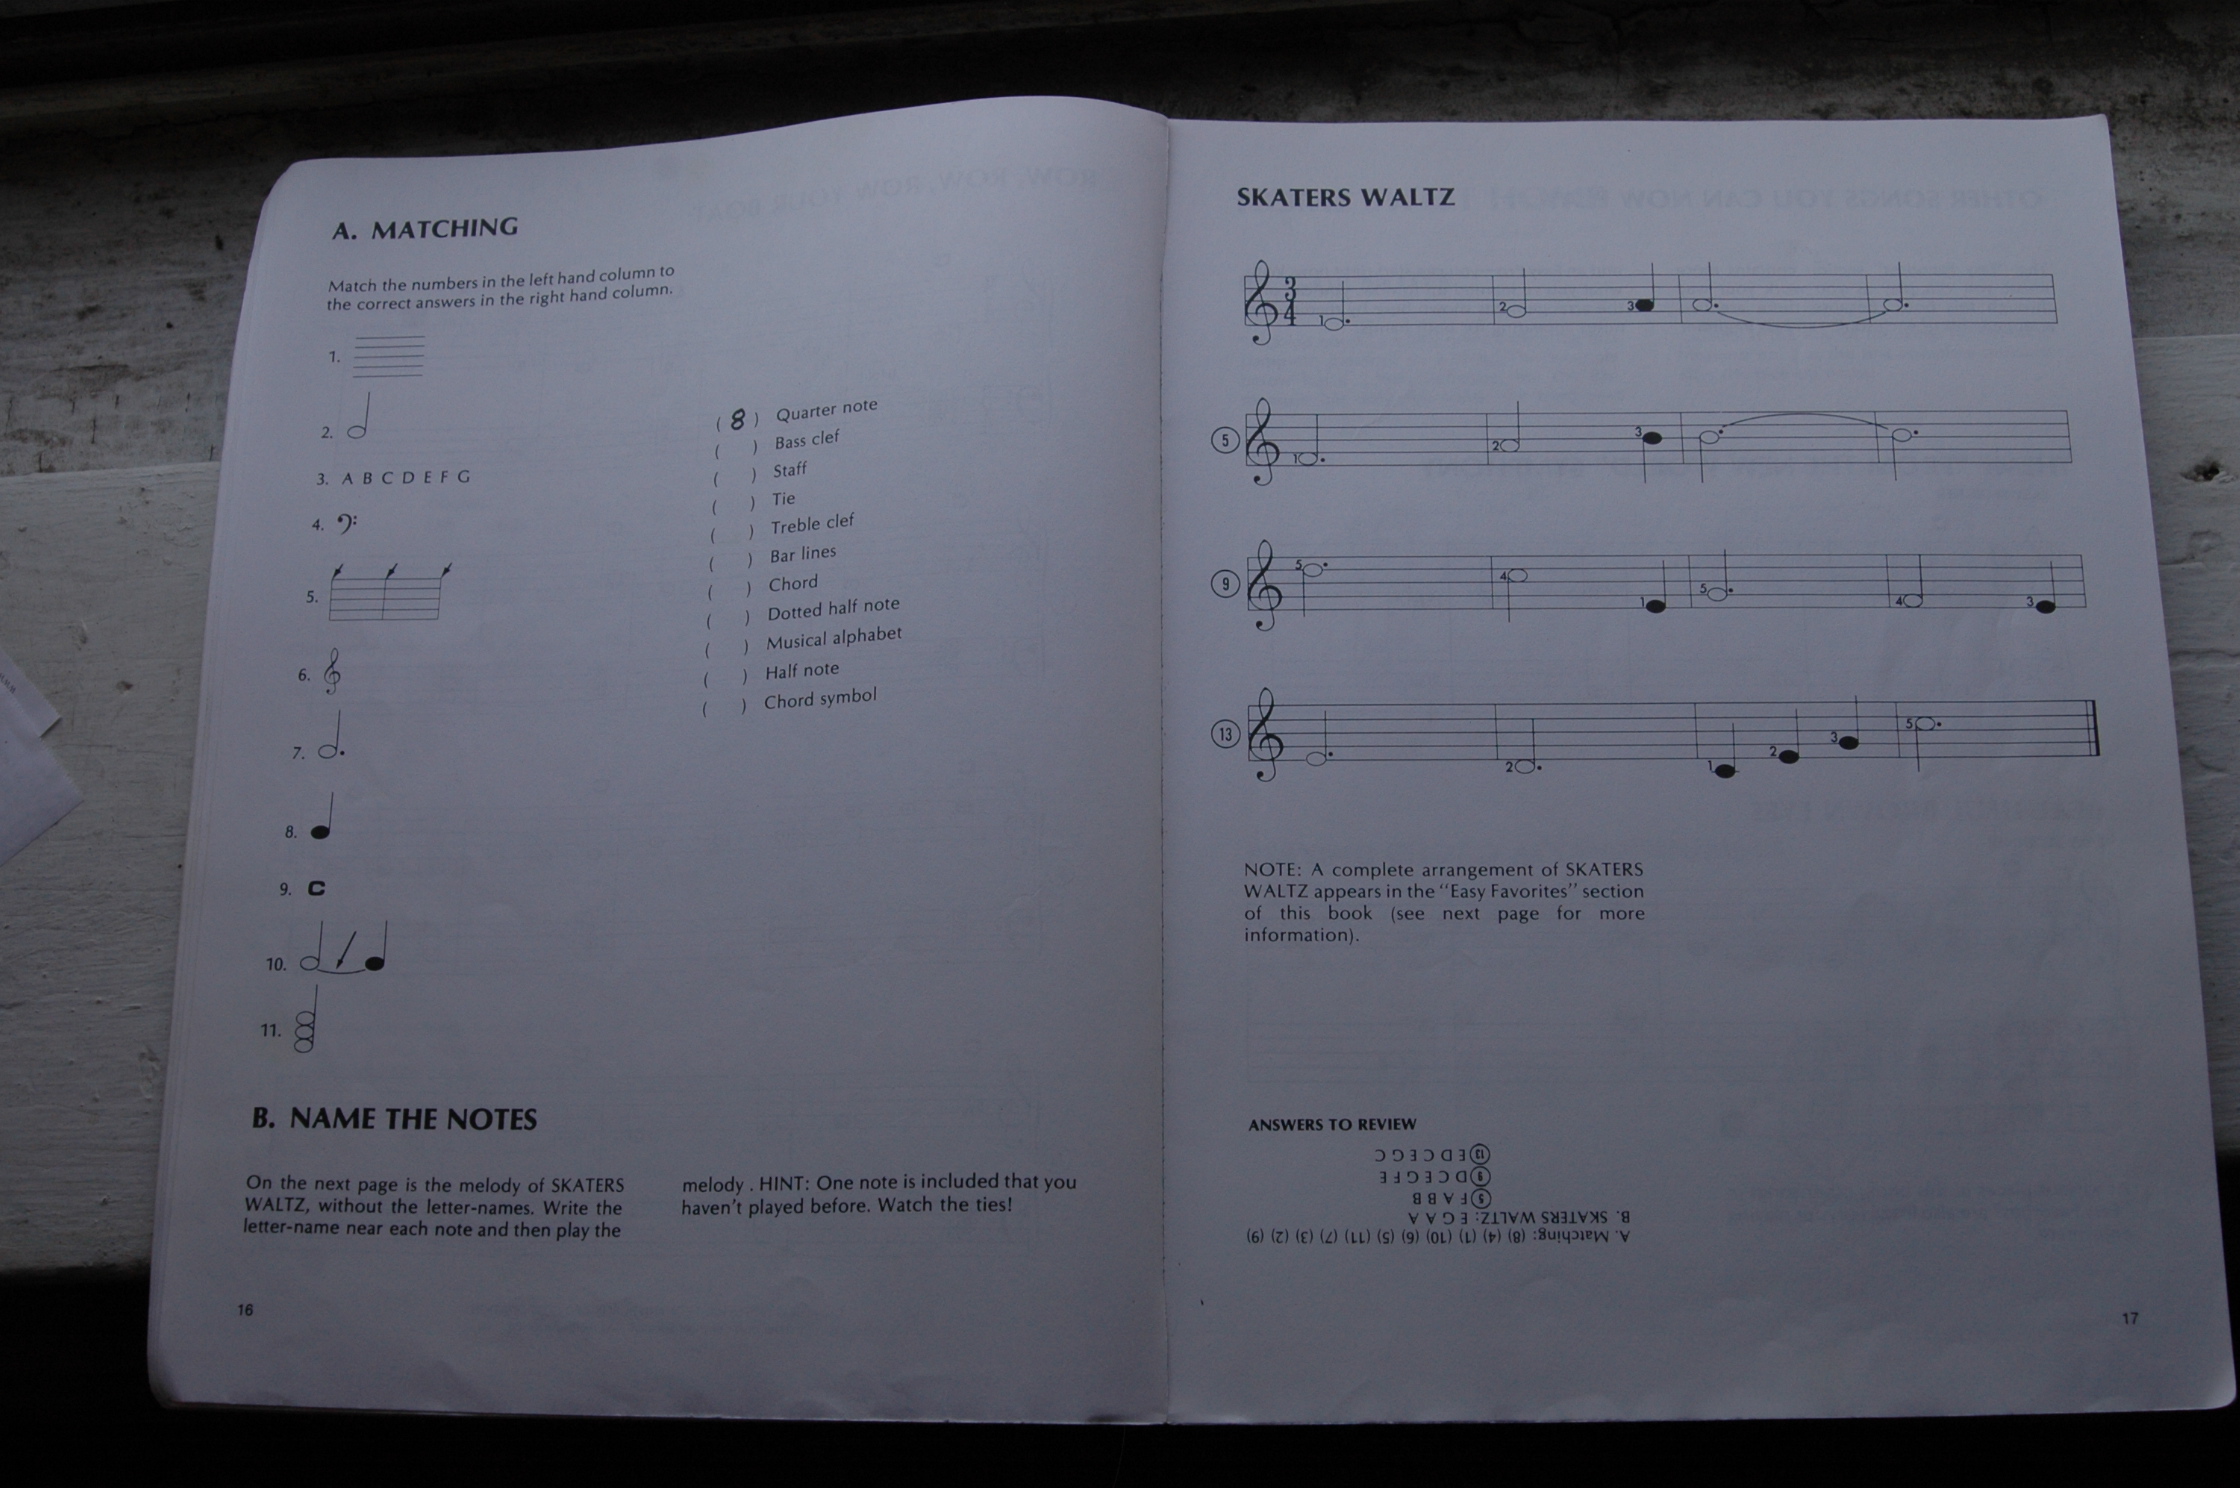 A. MATCHING
Match the numbers in the left hand column to
the correct answers in the right hand column.
1.
2.
3. A B C D E F G
4.
5.
6.
7.
8.
9. C
10.
11.
( 8 ) Quarter note
( ) Bass clef
( ) Staff
( ) Tie
( ) Treble clef
( ) Bar lines
( ) Chord
( ) Dotted half note
( ) Musical alphabet
( ) Half note
( ) Chord symbol
B. NAME THE NOTES
On the next page is the melody of SKATERS
WALTZ, without the letter-names. Write the
letter-name near each note and then play the
melody . HINT: One note is included that you
haven't played before. Watch the ties!
16
SKATERS WALTZ
3
4
1 2 3
5
1 2 3
9
5 4 1 5 4 3
13
2 1 2 3 5
NOTE: A complete arrangement of SKATERS
WALTZ appears in the "Easy Favorites" section
of this book (see next page for more
information).
ANSWERS TO REVIEW
A. Matching: (8) (4) (1) (10) (6) (5) (11) (7) (3) (2) (9)
B. SKATERS WALTZ: E G A A
5 F A B B
9 D C E G F E
13 E D C E G C
17